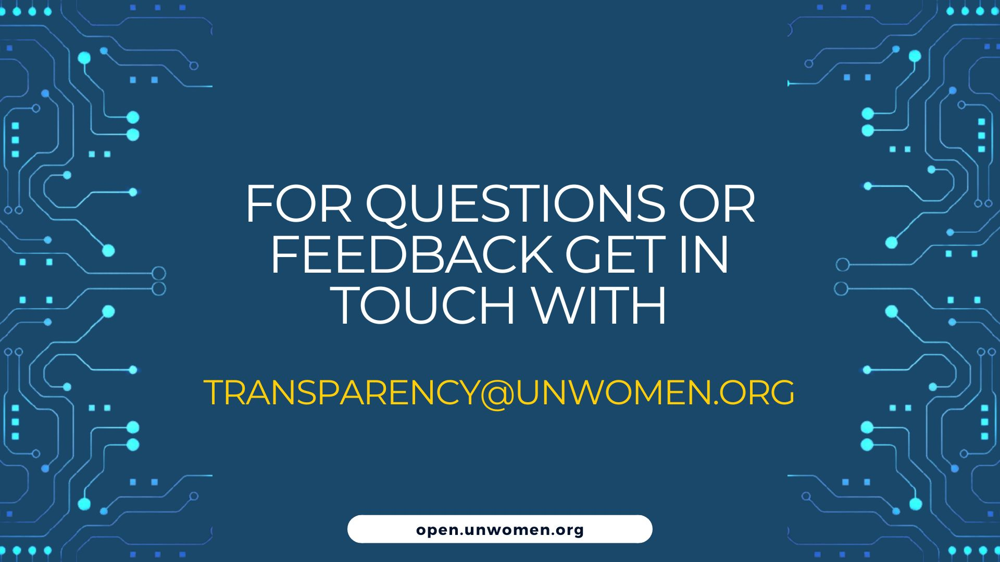 FOR QUESTIONS OR
FEEDBACK GET IN
TOUCH WITH
TRANSPARENCY@UNWOMEN.ORG
open.unwomen.org